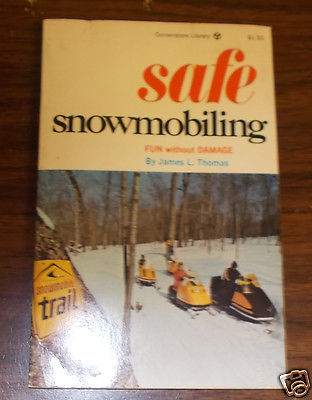 Cornerstone Library $1.50
safe
snowmobiling
FUN without DAMAGE
By James L. Thomas
snowmobile
trail